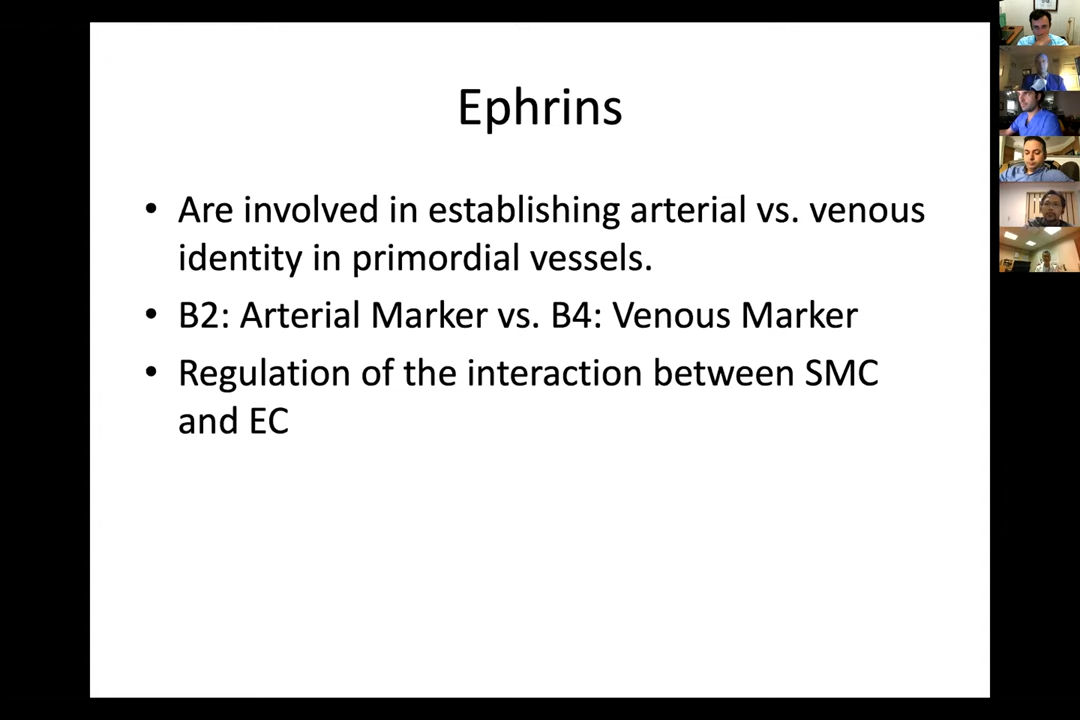 Ephrins
• Are involved in establishing arterial vs. venous
identity in primordial vessels.
• B2: Arterial Marker vs. B4: Venous Marker
• Regulation of the interaction between SMC
and EC